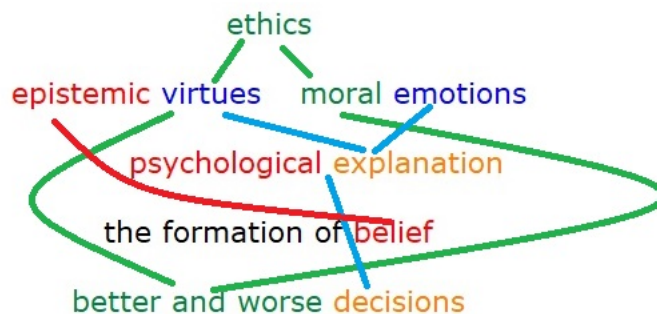 ethics
epistemic virtues moral emotions
psychological explanation
the formation of belief
better and worse decisions